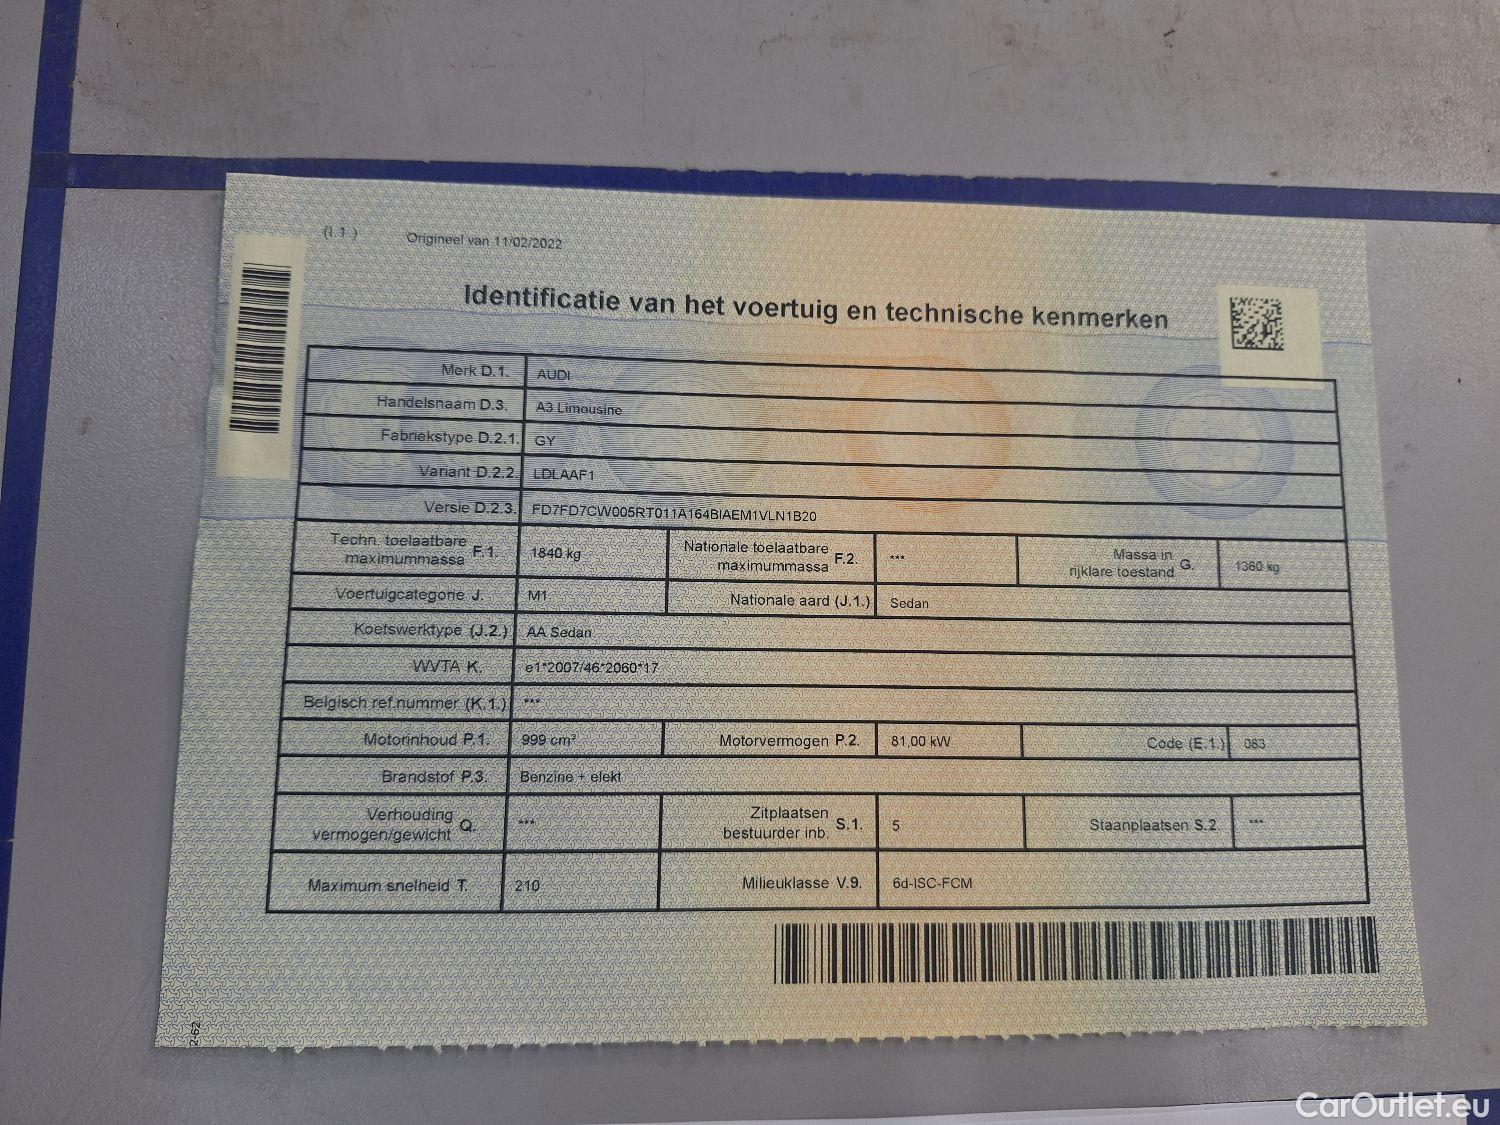 (I.1.) Origineel van 11/02/2022
Identificatie van het voertuig en technische kenmerken
Merk D.1. AUDI
Handelsnaam D.3. A3 Limousine
Fabriekstype D.2.1. GY
Variant D.2.2. LDLAAF1
Versie D.2.3. FD7FD7CW005RT011A164BIAEM1VLN1B20
Techn. toelaatbare maximummassa F.1. 1840 kg Nationale toelaatbare maximummassa F.2. *** Massa in rijklare toestand G. 1360 kg
Voertuigcategorie J. M1 Nationale aard (J.1.) Sedan
Koetswerktype (J.2.) AA Sedan
WVTA K. e1*2007/46*2060*17
Belgisch ref.nummer (K.1.) ***
Motorinhoud P.1. 999 cm³ Motorvermogen P.2. 81,00 kW Code (E.1.) 083
Brandstof P.3. Benzine + elekt
Verhouding vermogen/gewicht Q. *** Zitplaatsen bestuurder inb. S.1. 5 Staanplaatsen S.2. ***
Maximum snelheid T. 210 Milieuklasse V.9. 6d-ISC-FCM
2-62
CarOutlet.eu